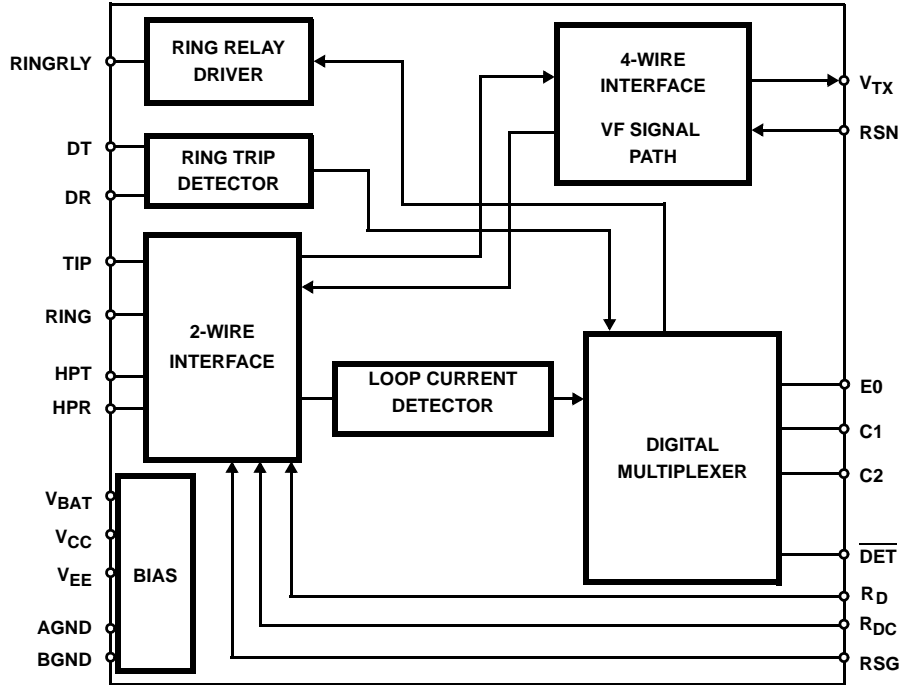 RINGRLY
DT
DR
TIP
RING
HPT
HPR
VBAT
VCC
VEE
AGND
BGND
RING RELAY
DRIVER
RING TRIP
DETECTOR
2-WIRE
INTERFACE
BIAS
LOOP CURRENT
DETECTOR
4-WIRE
INTERFACE
VF SIGNAL
PATH
DIGITAL
MULTIPLEXER
VTX
RSN
E0
C1
C2
DET
RD
RDC
RSG